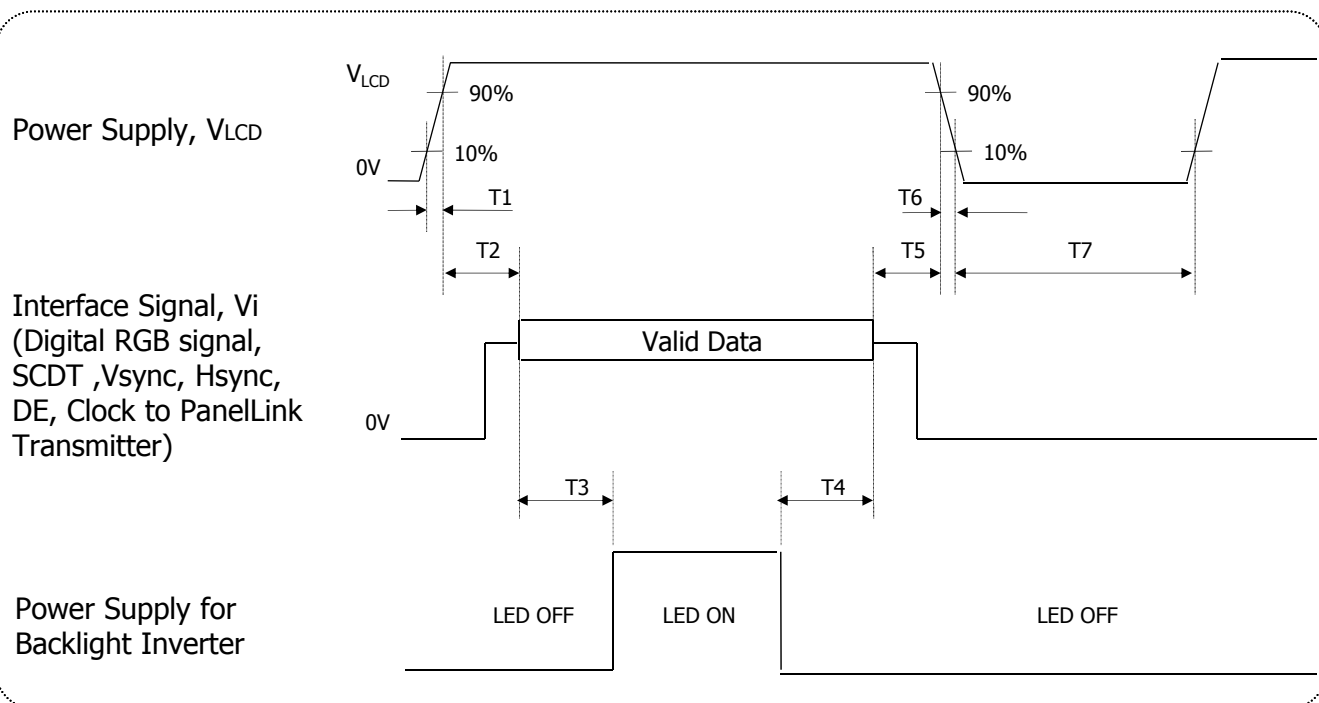 VLCD
90%
90%
Power Supply, VLCD
10%
10%
0V
T1
T6
T2
T5
T7
Interface Signal, Vi
(Digital RGB signal,
SCDT ,Vsync, Hsync,
DE, Clock to PanelLink
Transmitter)
Valid Data
0V
T3
T4
Power Supply for
Backlight Inverter
LED OFF
LED ON
LED OFF